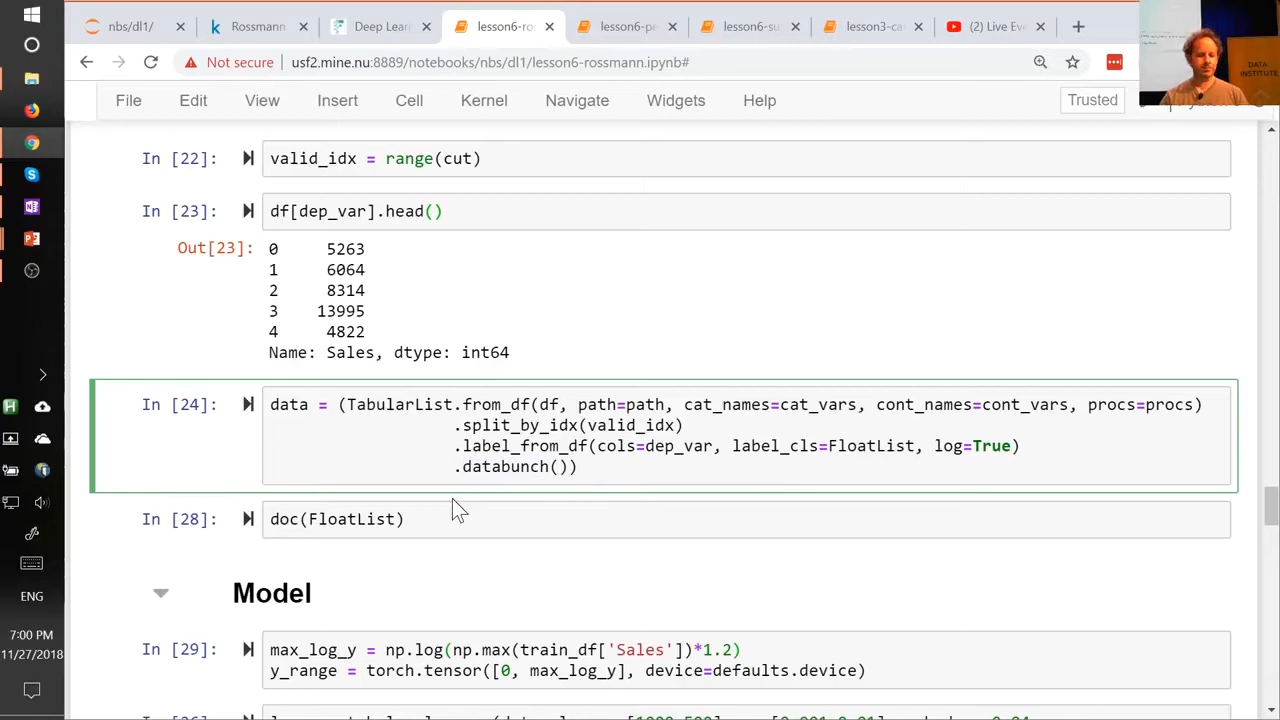 nbs/dl1/
Rossmann
Deep Lear
lesson6-ros
lesson6-pe
lesson6-su
lesson3-ca
(2) Live Eve
Not secure
usf2.mine.nu:8889/notebooks/nbs/dl1/lesson6-rossmann.ipynb#
DATA
INSTITUTE
File Edit View Insert Cell Kernel Navigate Widgets Help
Trusted
In [22]: valid_idx = range(cut)
In [23]: df[dep_var].head()
Out[23]: 0 5263
1 6064
2 8314
3 13995
4 4822
Name: Sales, dtype: int64
In [24]: data = (TabularList.from_df(df, path=path, cat_names=cat_vars, cont_names=cont_vars, procs=procs)
.split_by_idx(valid_idx)
.label_from_df(cols=dep_var, label_cls=FloatList, log=True)
.databunch())
In [28]: doc(FloatList)
Model
In [29]: max_log_y = np.log(np.max(train_df['Sales'])*1.2)
y_range = torch.tensor([0, max_log_y], device=defaults.device)
ENG
7:00 PM
11/27/2018